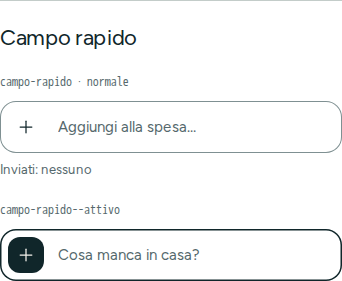 Campo rapido
campo-rapido · normale
Aggiungi alla spesa...
Inviati: nessuno
campo-rapido--attivo
Cosa manca in casa?